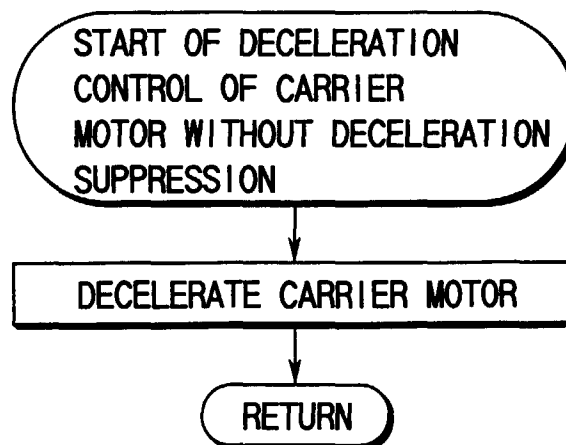 START OF DECELERATION
CONTROL OF CARRIER
MOTOR WITHOUT DECELERATION
SUPPRESSION
DECELERATE CARRIER MOTOR
RETURN